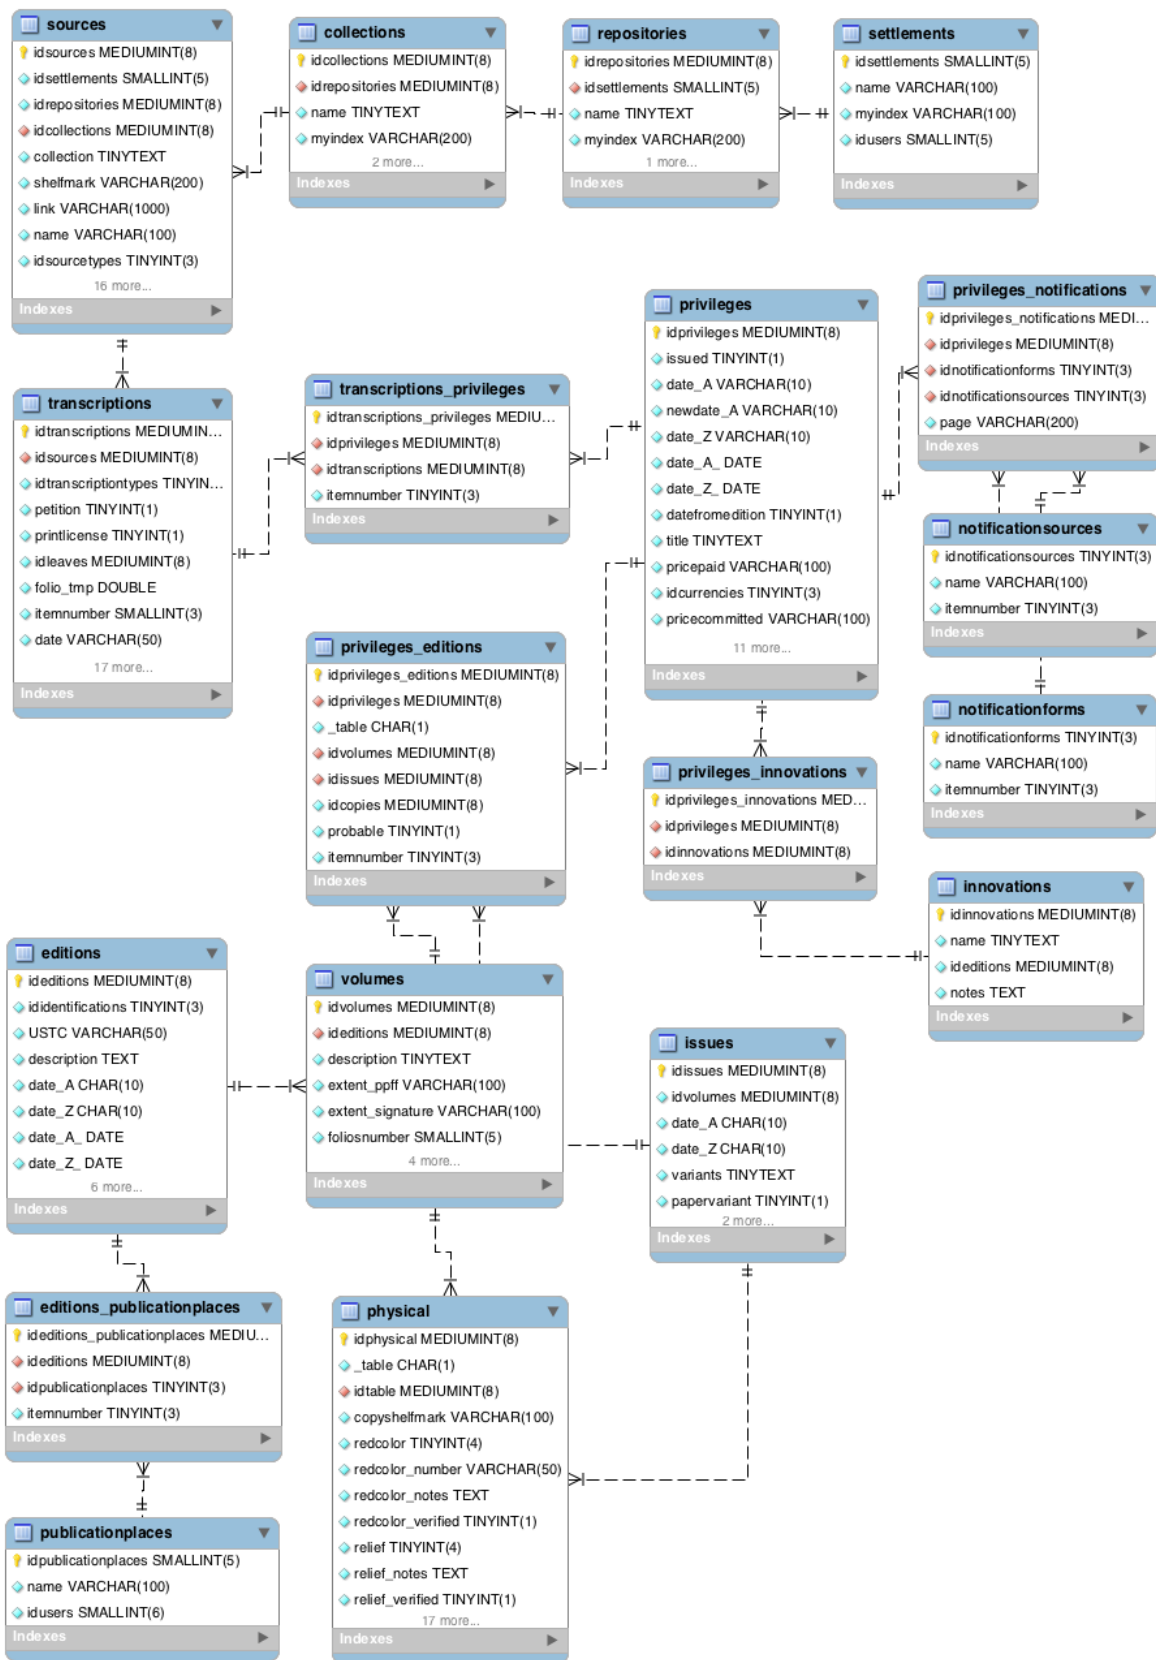 sources
idsources MEDIUMINT(8)
idsettlements SMALLINT(5)
idrepositories MEDIUMINT(8)
idcollections MEDIUMINT(8)
collection TINYTEXT
shelfmark VARCHAR(200)
link VARCHAR(1000)
name VARCHAR(100)
idsourcetypes TINYINT(3)
16 more...
Indexes
collections
idcollections MEDIUMINT(8)
idrepositories MEDIUMINT(8)
name TINYTEXT
myindex VARCHAR(200)
2 more...
Indexes
repositories
idrepositories MEDIUMINT(8)
idsettlements SMALLINT(5)
name TINYTEXT
myindex VARCHAR(200)
1 more...
Indexes
settlements
idsettlements SMALLINT(5)
name VARCHAR(100)
myindex VARCHAR(100)
idusers SMALLINT(5)
Indexes
transcriptions
idtranscriptions MEDIUMIN...
idsources MEDIUMINT(8)
idtranscriptiontypes TINYIN...
petition TINYINT(1)
printlicense TINYINT(1)
idleaves MEDIUMINT(8)
folio_tmp DOUBLE
itemnumber SMALLINT(3)
date VARCHAR(50)
17 more...
Indexes
transcriptions_privileges
idtranscriptions_privileges MEDIU...
idprivileges MEDIUMINT(8)
idtranscriptions MEDIUMINT(8)
itemnumber TINYINT(3)
Indexes
privileges
idprivileges MEDIUMINT(8)
issued TINYINT(1)
date_A VARCHAR(10)
newdate_A VARCHAR(10)
date_Z VARCHAR(10)
date_A_ DATE
date_Z_ DATE
datefromedition TINYINT(1)
title TINYTEXT
pricepaid VARCHAR(100)
idcurrencies TINYINT(3)
pricecommitted VARCHAR(100)
11 more...
Indexes
privileges_notifications
idprivileges_notifications MEDI...
idprivileges MEDIUMINT(8)
idnotificationforms TINYINT(3)
idnotificationsources TINYINT(3)
page VARCHAR(200)
Indexes
notificationsources
idnotificationsources TINYINT(3)
name VARCHAR(100)
itemnumber TINYINT(3)
Indexes
notificationforms
idnotificationforms TINYINT(3)
name VARCHAR(100)
itemnumber TINYINT(3)
Indexes
privileges_editions
idprivileges_editions MEDIUMINT(8)
idprivileges MEDIUMINT(8)
_table CHAR(1)
idvolumes MEDIUMINT(8)
idissues MEDIUMINT(8)
idcopies MEDIUMINT(8)
probable TINYINT(1)
itemnumber TINYINT(3)
Indexes
privileges_innovations
idprivileges_innovations MED...
idprivileges MEDIUMINT(8)
idinnovations MEDIUMINT(8)
Indexes
innovations
idinnovations MEDIUMINT(8)
name TINYTEXT
ideditions MEDIUMINT(8)
notes TEXT
Indexes
editions
ideditions MEDIUMINT(8)
ididentifications TINYINT(3)
USTC VARCHAR(50)
description TEXT
date_A CHAR(10)
date_Z CHAR(10)
date_A_ DATE
date_Z_ DATE
6 more...
Indexes
volumes
idvolumes MEDIUMINT(8)
ideditions MEDIUMINT(8)
description TINYTEXT
extent_ppff VARCHAR(100)
extent_signature VARCHAR(100)
foliosnumber SMALLINT(5)
4 more...
Indexes
issues
idissues MEDIUMINT(8)
idvolumes MEDIUMINT(8)
date_A CHAR(10)
date_Z CHAR(10)
variants TINYTEXT
papervariant TINYINT(1)
2 more...
Indexes
editions_publicationplaces
ideditions_publicationplaces MEDIU...
ideditions MEDIUMINT(8)
idpublicationplaces TINYINT(3)
itemnumber TINYINT(3)
Indexes
physical
idphysical MEDIUMINT(8)
_table CHAR(1)
idtable MEDIUMINT(8)
copyshelfmark VARCHAR(100)
redcolor TINYINT(4)
redcolor_number VARCHAR(50)
redcolor_notes TEXT
redcolor_verified TINYINT(1)
relief TINYINT(4)
relief_notes TEXT
relief_verified TINYINT(1)
17 more...
Indexes
publicationplaces
idpublicationplaces SMALLINT(5)
name VARCHAR(100)
idusers SMALLINT(6)
Indexes